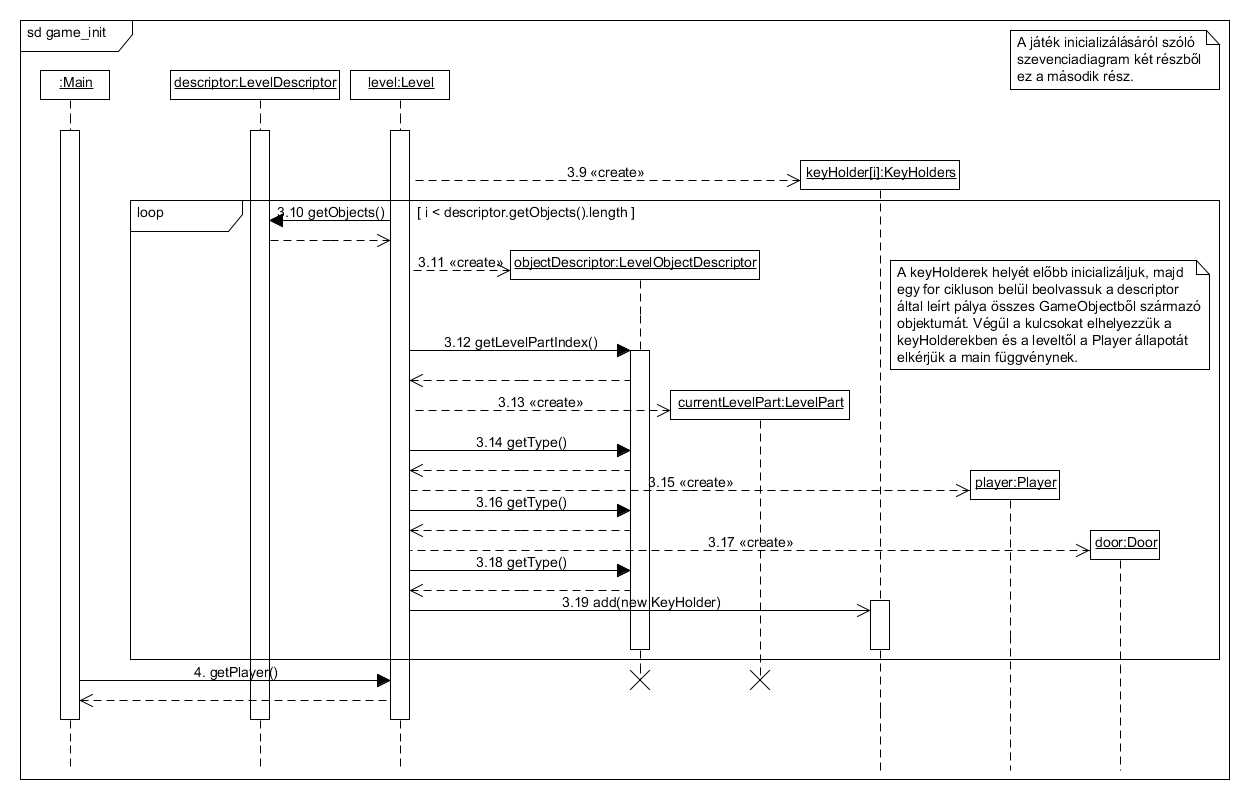 sd game_init
A játék inicializálásáról szóló
szevenciadiagram két részből
ez a második rész.
:Main
descriptor:LevelDescriptor
level:Level
3.9 «create»
keyHolder[i]:KeyHolders
loop
3.10 getObjects()
[ i < descriptor.getObjects().length ]
3.11 «create»
objectDescriptor:LevelObjectDescriptor
A keyHolderek helyét előbb inicializáljuk, majd
egy for cikluson belül beolvassuk a descriptor
által leírt pálya összes GameObjectből származó
objektumát. Végül a kulcsokat elhelyezzük a
keyHolderekben és a leveltől a Player állapotát
elkérjük a main függvénynek.
3.12 getLevelPartIndex()
3.13 «create»
currentLevelPart:LevelPart
3.14 getType()
3.15 «create»
player:Player
3.16 getType()
3.17 «create»
door:Door
3.18 getType()
3.19 add(new KeyHolder)
4. getPlayer()